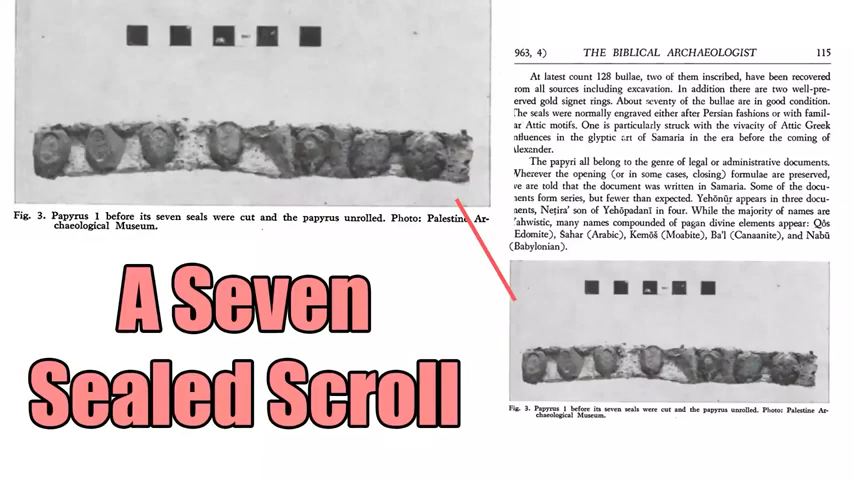 Fig. 3. Papyrus 1 before its seven seals were cut and the papyrus unrolled. Photo: Palestine Ar-
chaeological Museum.
A Seven
Sealed Scroll
963, 4) THE BIBLICAL ARCHAEOLOGIST 115
At latest count 128 bullae, two of them inscribed, have been recovered
rom all sources including excavation. In addition there are two well-pre-
erved gold signet rings. About seventy of the bullae are in good condition.
The seals were normally engraved either after Persian fashions or with famil-
ar Attic motifs. One is particularly struck with the vivacity of Attic Greek
nfluences in the glyptic art of Samaria in the era before the coming of
lexander.
The papyri all belong to the genre of legal or administrative documents.
Wherever the opening (or in some cases, closing) formulae are preserved,
we are told that the document was written in Samaria. Some of the docu-
nents form series, but fewer than expected. Yehōnūr appears in three docu-
nents, Neṭira' son of Yehōpadanī in four. While the majority of names are
ahwistic, many names compounded of pagan divine elements appear: Qôs
Edomite), Šahar (Arabic), Kemōš (Moabite), Ba'l (Canaanite), and Nabū
(Babylonian).
Fig. 3. Papyrus 1 before its seven seals were cut and the papyrus unrolled. Photo: Palestine Ar-
chaeological Museum.